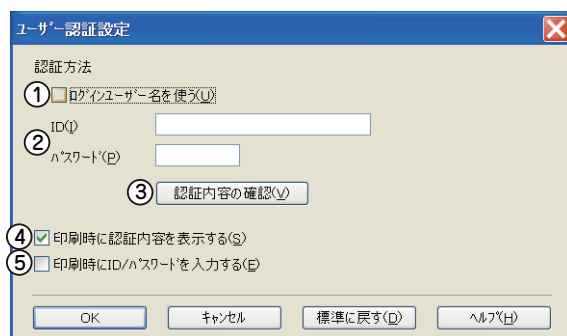 ユーザー認証設定
認証方法
① ログインユーザー名を使う(U)
ID(I)
②
パスワード(P)
③ 認証内容の確認(V)
④ 印刷時に認証内容を表示する(S)
⑤ 印刷時にID/パスワードを入力する(E)
OK キャンセル 標準に戻す(D) ヘルプ(H)